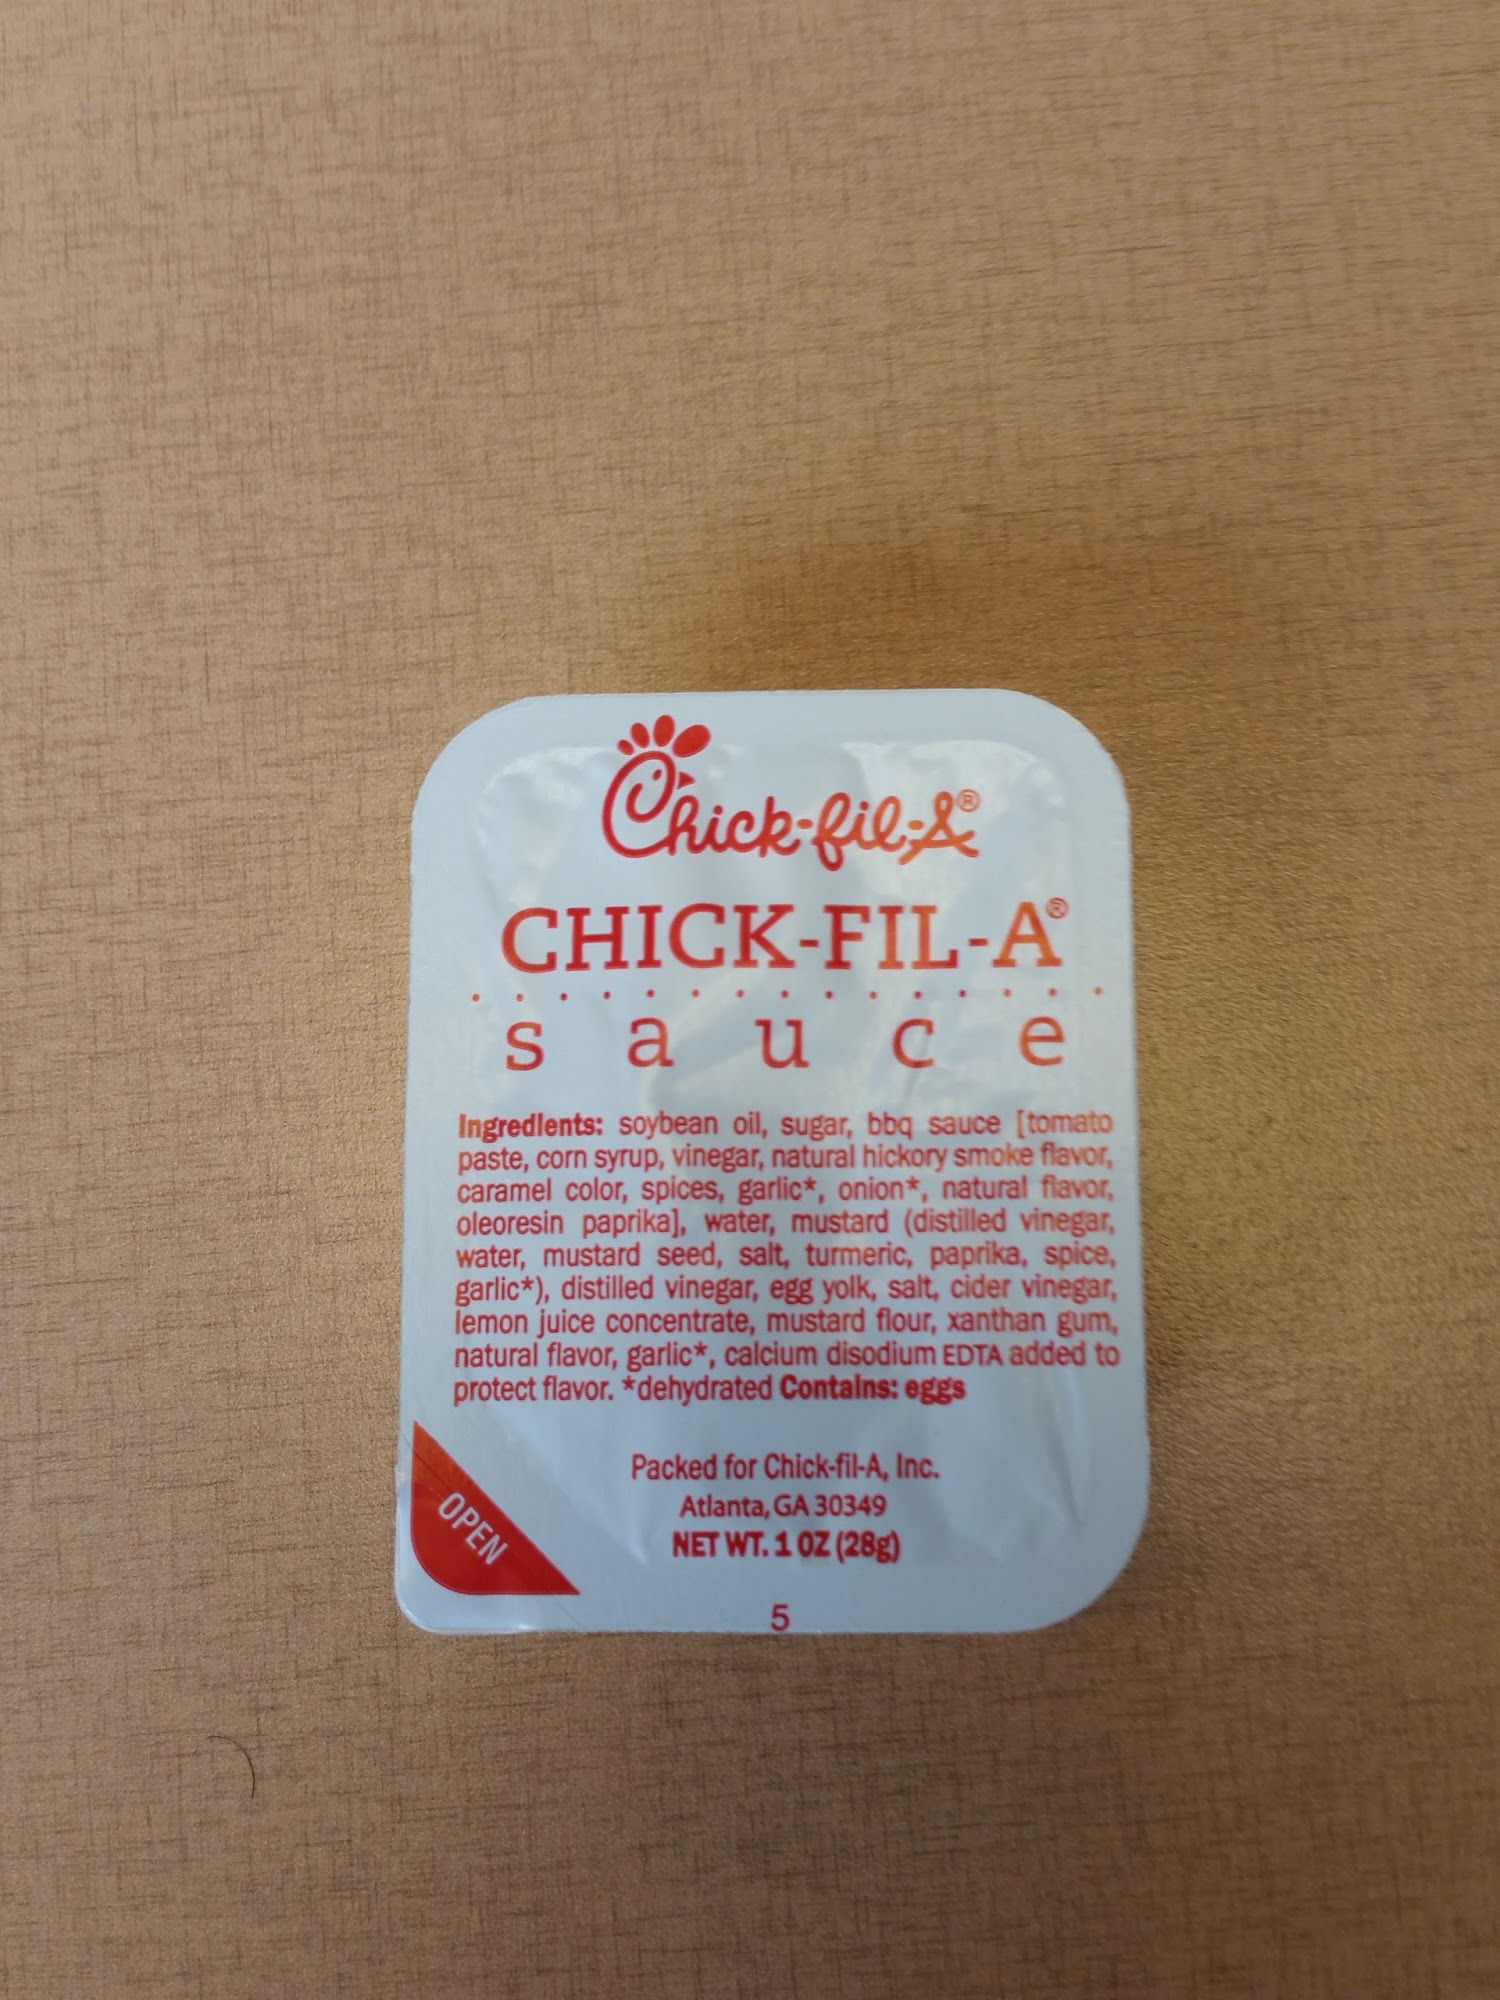 Chick-fil-A®
CHICK-FIL-A®
sauce
Ingredients: soybean oil, sugar, bbq sauce [tomato
paste, corn syrup, vinegar, natural hickory smoke flavor,
caramel color, spices, garlic*, onion*, natural flavor,
oleoresin paprika], water, mustard (distilled vinegar,
water, mustard seed, salt, turmeric, paprika, spice,
garlic*), distilled vinegar, egg yolk, salt, cider vinegar,
lemon juice concentrate, mustard flour, xanthan gum,
natural flavor, garlic*, calcium disodium EDTA added to
protect flavor. *dehydrated Contains: eggs
Packed for Chick-fil-A, Inc.
Atlanta, GA 30349
NET WT. 1 OZ (28g)
OPEN
5